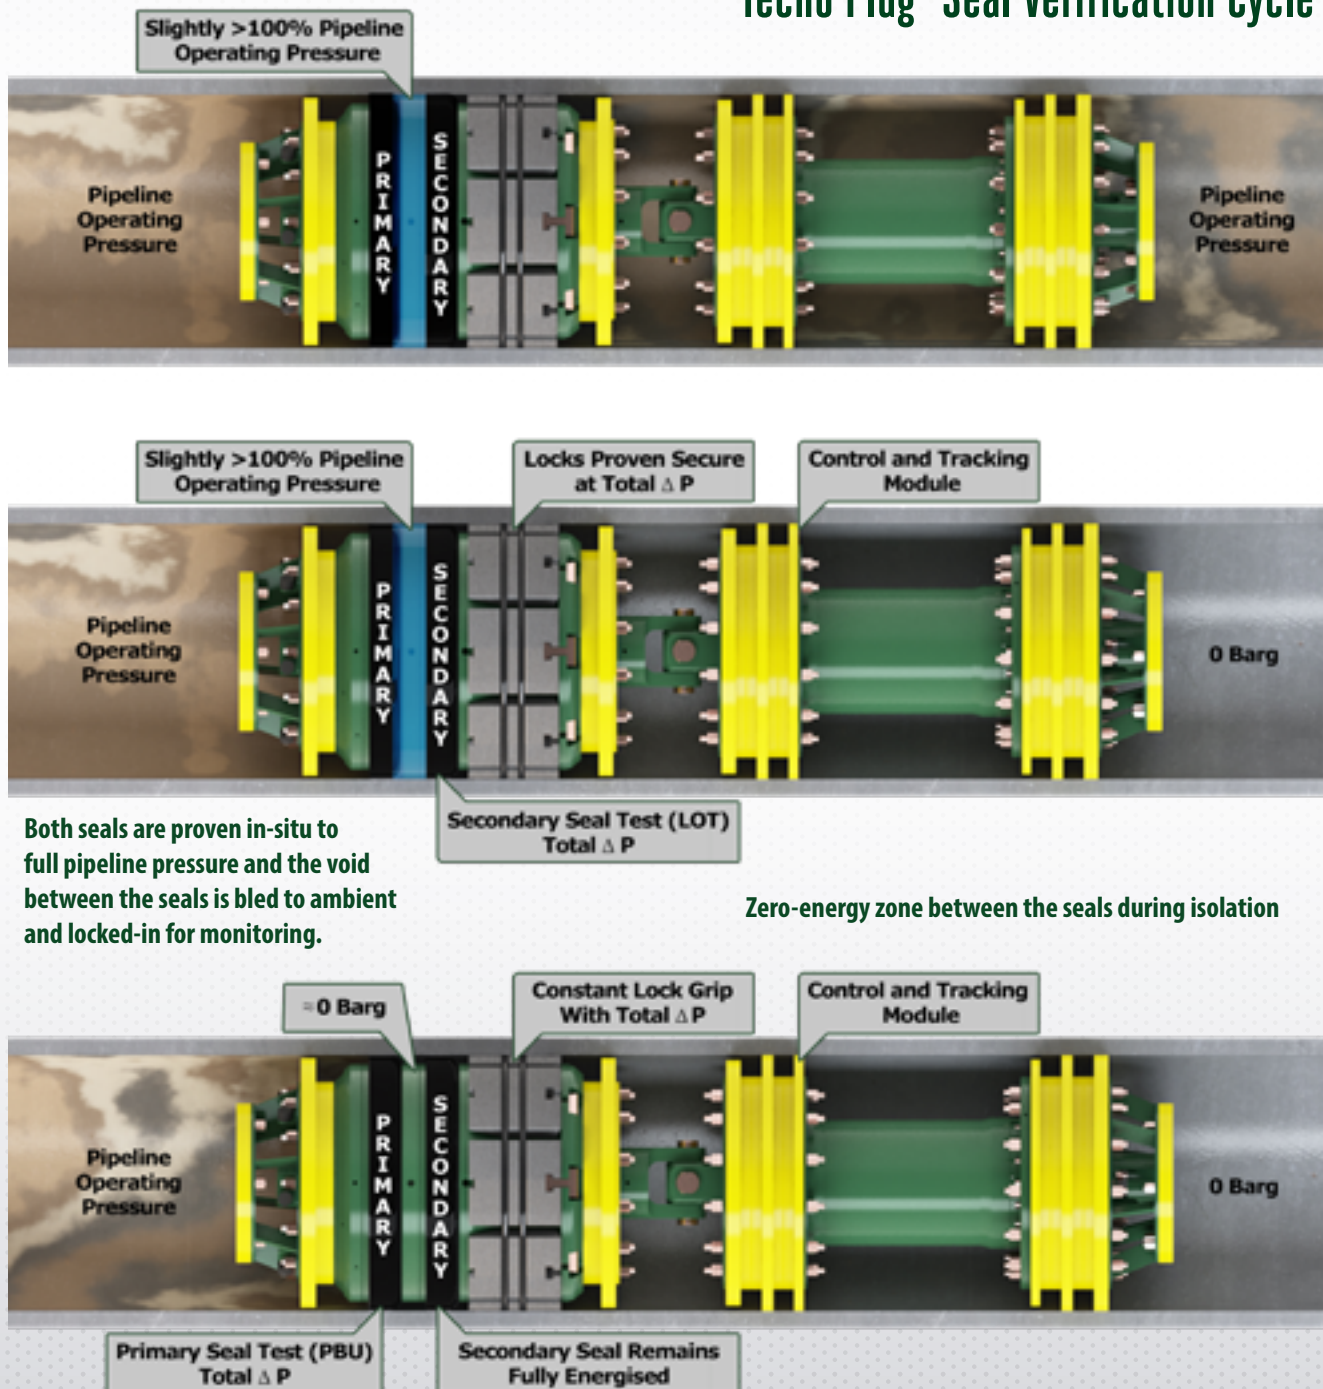 Tecno Plug® Seal Verification Cycle
Slightly >100% Pipeline
Operating Pressure
Pipeline
Operating
Pressure
PRIMARY
SECONDARY
Pipeline
Operating
Pressure
Slightly >100% Pipeline
Operating Pressure
Locks Proven Secure
at Total Δ P
Control and Tracking
Module
Pipeline
Operating
Pressure
PRIMARY
SECONDARY
0 Barg
Secondary Seal Test (LOT)
Total Δ P
Both seals are proven in-situ to
full pipeline pressure and the void
between the seals is bled to ambient
and locked-in for monitoring.
Zero-energy zone between the seals during isolation
≈0 Barg
Constant Lock Grip
With Total Δ P
Control and Tracking
Module
Pipeline
Operating
Pressure
PRIMARY
SECONDARY
0 Barg
Primary Seal Test (PBU)
Total Δ P
Secondary Seal Remains
Fully Energised